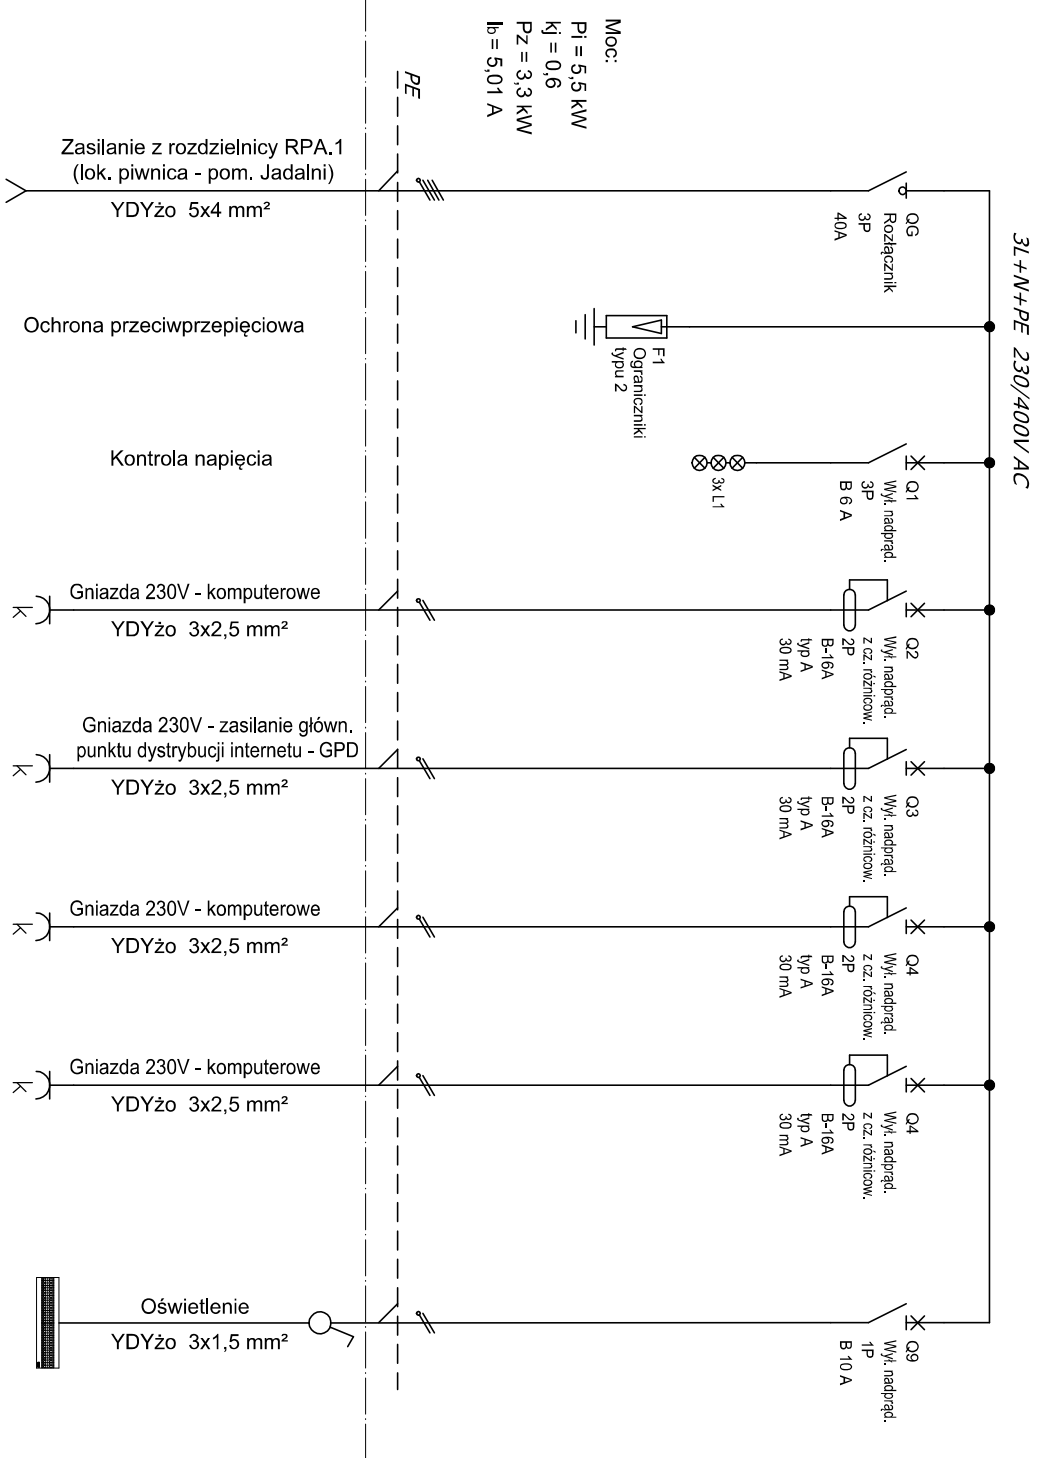 3L+N+PE 230/400V AC
Moc:
Pi = 5,5 kW
kj = 0,6
Pz = 3,3 kW
Ib = 5,01 A
PE
QG
Rozłącznik
3P
40A
Zasilanie z rozdzielnicy RPA.1
(lok. piwnica - pom. Jadalni)
YDYżo 5x4 mm²
F1
Ograniczniki
typu 2
Ochrona przeciwprzepięciowa
Q1
Wył. nadprąd.
3P
B 6 A
3x L1
Kontrola napięcia
Q2
Wył. nadprąd.
z cz. różnicow.
2P
B-16A
typ A
30 mA
Gniazda 230V - komputerowe
YDYżo 3x2,5 mm²
k
Q3
Wył. nadprąd.
z cz. różnicow.
2P
B-16A
typ A
30 mA
Gniazda 230V - zasilanie główn.
punktu dystrybucji internetu - GPD
YDYżo 3x2,5 mm²
k
Q4
Wył. nadprąd.
z cz. różnicow.
2P
B-16A
typ A
30 mA
Gniazda 230V - komputerowe
YDYżo 3x2,5 mm²
k
Q4
Wył. nadprąd.
z cz. różnicow.
2P
B-16A
typ A
30 mA
Gniazda 230V - komputerowe
YDYżo 3x2,5 mm²
k
Q9
Wył. nadprąd.
1P
B 10 A
Oświetlenie
YDYżo 3x1,5 mm²